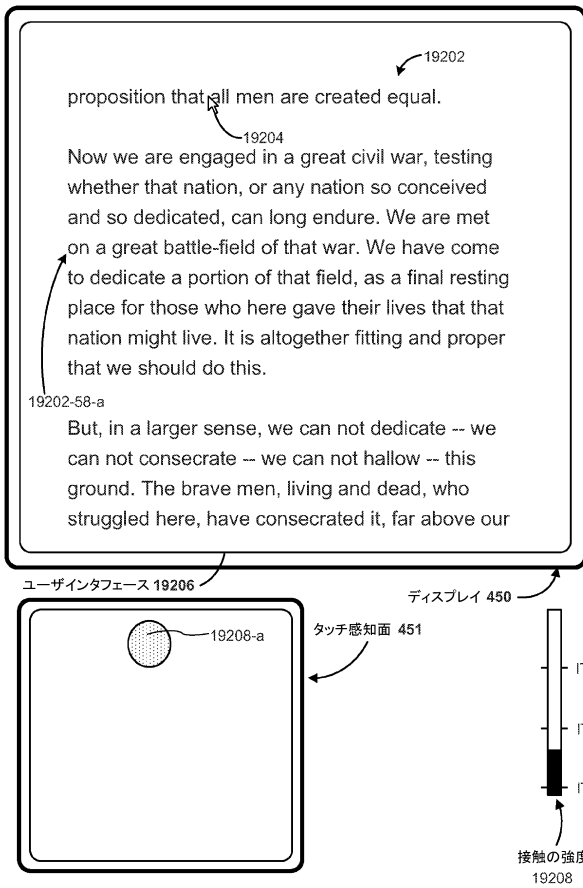 19202
proposition that all men are created equal.
19204
Now we are engaged in a great civil war, testing
whether that nation, or any nation so conceived
and so dedicated, can long endure. We are met
on a great battle-field of that war. We have come
to dedicate a portion of that field, as a final resting
place for those who here gave their lives that that
nation might live. It is altogether fitting and proper
that we should do this.
19202-58-a
But, in a larger sense, we can not dedicate -- we
can not consecrate -- we can not hallow -- this
ground. The brave men, living and dead, who
struggled here, have consecrated it, far above our
ユーザインタフェース 19206
ディスプレイ 450
19208-a
タッチ感知面 451
接触の強度
19208